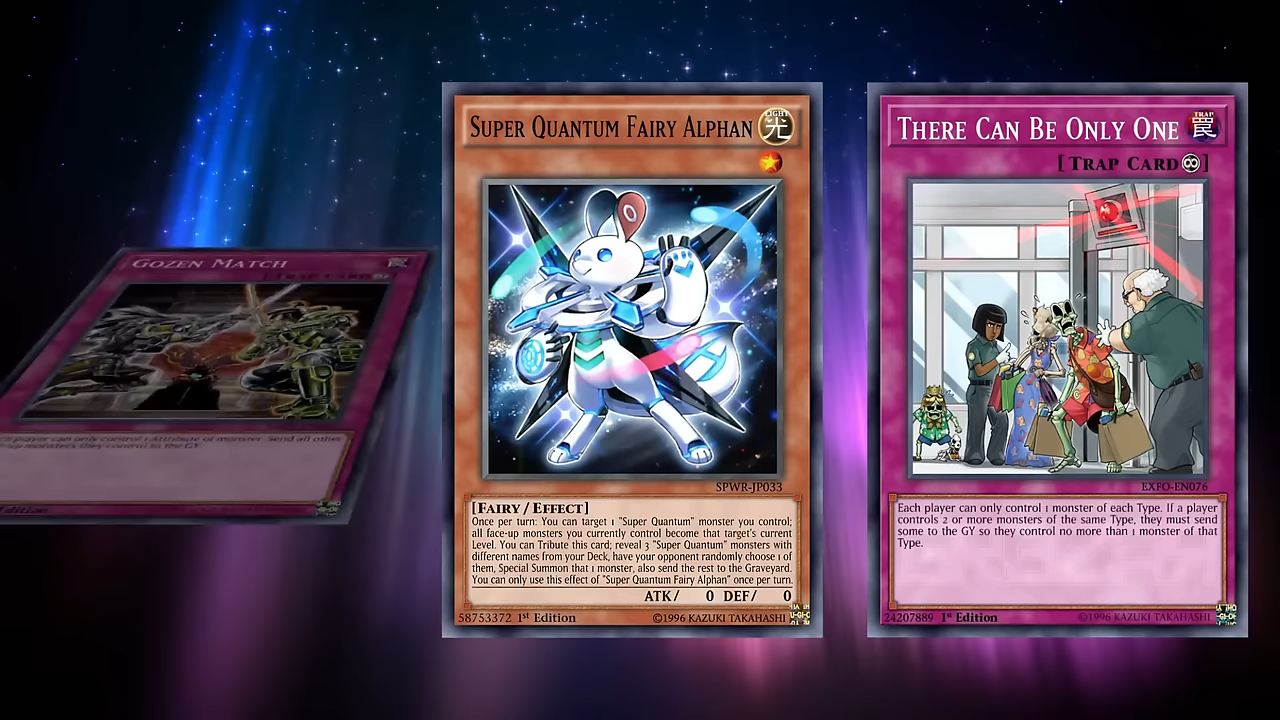 GOZEN MATCH
[ TRAP CARD ]
player can only control 1 Attribute of monster. Send all other
monsters they control to the GY
Edition
SUPER QUANTUM FAIRY ALPHAN
LIGHT
光
SPWR-JP033
[FAIRY / EFFECT]
Once per turn: You can target 1 "Super Quantum" monster you control;
all face-up monsters you currently control become that target's current
Level. You can Tribute this card; reveal 3 "Super Quantum" monsters with
different names from your Deck, have your opponent randomly choose 1 of
them, Special Summon that 1 monster, also send the rest to the Graveyard.
You can only use this effect of "Super Quantum Fairy Alphan" once per turn.
ATK/ 0 DEF/ 0
58753372 1st Edition ©1996 KAZUKI TAKAHASHI
THERE CAN BE ONLY ONE
TRAP
罠
[ TRAP CARD ]
EXFO-EN076
Each player can only control 1 monster of each Type. If a player
controls 2 or more monsters of the same Type, they must send
some to the GY so they control no more than 1 monster of that
Type.
24207889 1st Edition ©1996 KAZUKI TAKAHASHI